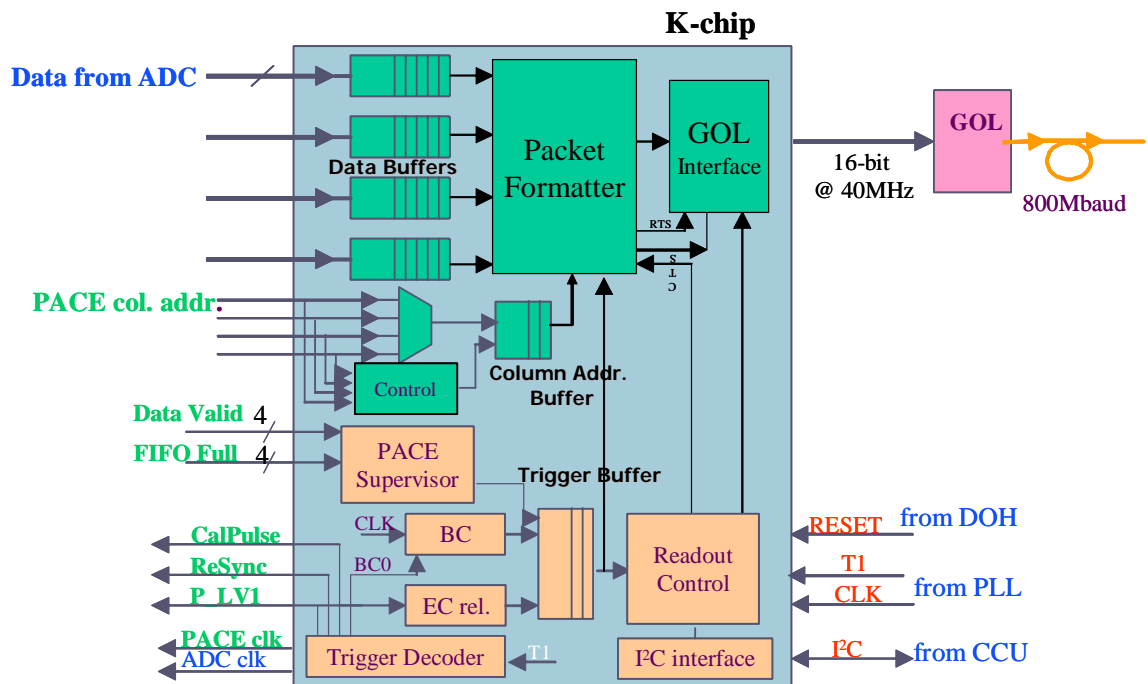 K-chip
Data from ADC
GOL
Interface
GOL
Packet
Formatter
16-bit
@ 40MHz
Data Buffers
800Mbaud
RTS
CTS
PACE col. addr.
Control
Column Addr.
Buffer
Data Valid 4
FIFO Full 4
PACE
Supervisor
Trigger Buffer
CLK
BC
RESET from DOH
CalPulse
Readout
Control
BC0
ReSync
T1
from PLL
CLK
P_LV1
EC rel.
PACE clk
ADC clk
Trigger Decoder
T1
I²C interface
I²C
from CCU